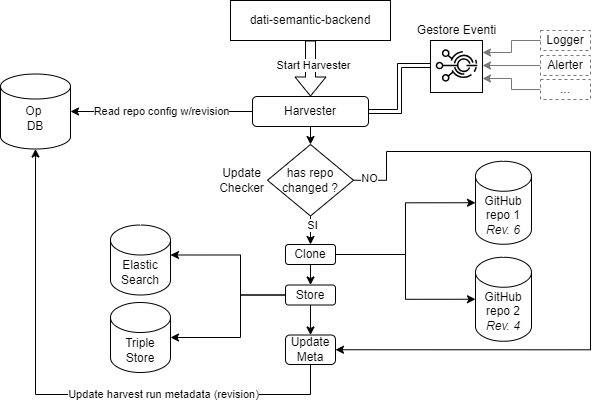 dati-semantic-backend
Gestore Eventi
Logger
Alerter
...
Start Harvester
Harvester
Read repo config w/revision
Op
DB
Update
Checker
has repo
changed ?
NO
SI
GitHub
repo 1
Rev. 6
Clone
Elastic
Search
Store
GitHub
repo 2
Rev. 4
Triple
Store
Update
Meta
Update harvest run metadata (revision)